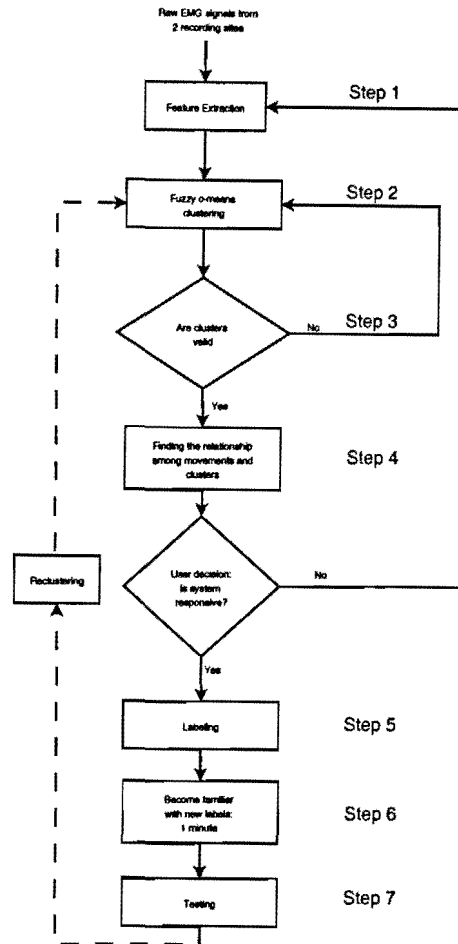 Raw EMG signals from
2 recording sites
Step 1
Feature Extraction
Step 2
Fuzzy c-means
clustering
Are clusters
valid
No
Step 3
Yes
Finding the relationship
among movements and
clusters
Step 4
Reclustering
User decision:
Is system
responsive?
No
Yes
Labeling
Step 5
Become familiar
with new labels:
1 minute
Step 6
Testing
Step 7